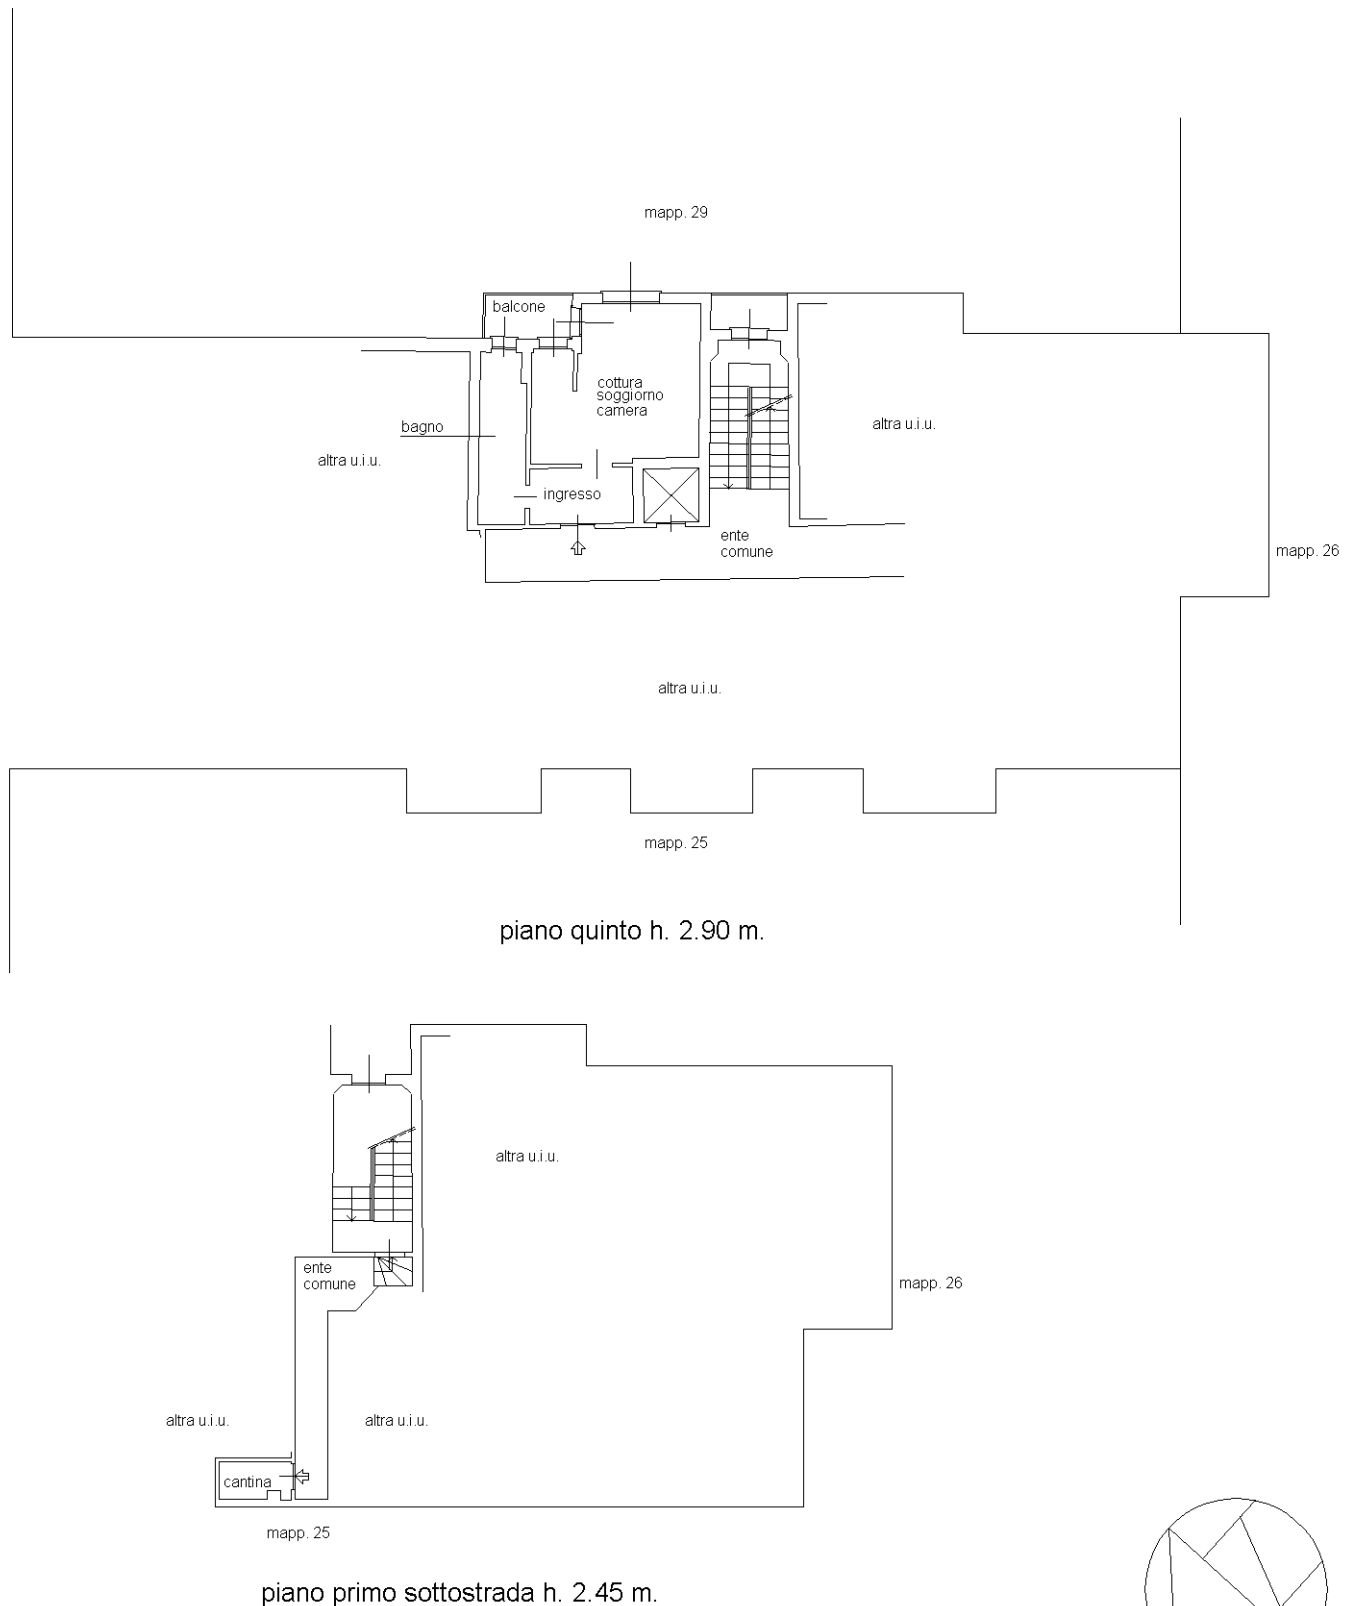 mapp. 29
balcone
cottura
soggiorno
camera
bagno
altra u.i.u.
altra u.i.u.
ingresso
ente
comune
mapp. 26
altra u.i.u.
mapp. 25
piano quinto h. 2.90 m.
altra u.i.u.
ente
comune
mapp. 26
altra u.i.u.
altra u.i.u.
cantina
mapp. 25
piano primo sottostrada h. 2.45 m.